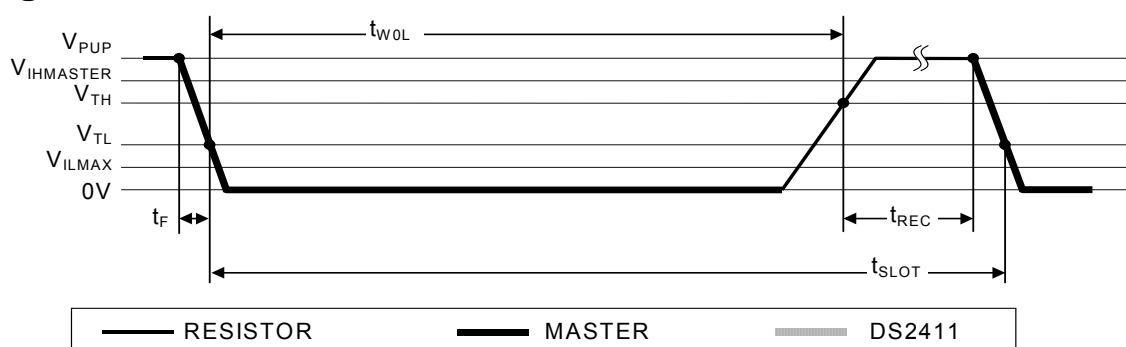 tW0L
VPUP
VIHMASTER
VTH
VTL
VILMAX
0V
tF
tREC
tSLOT
RESISTOR MASTER DS2411